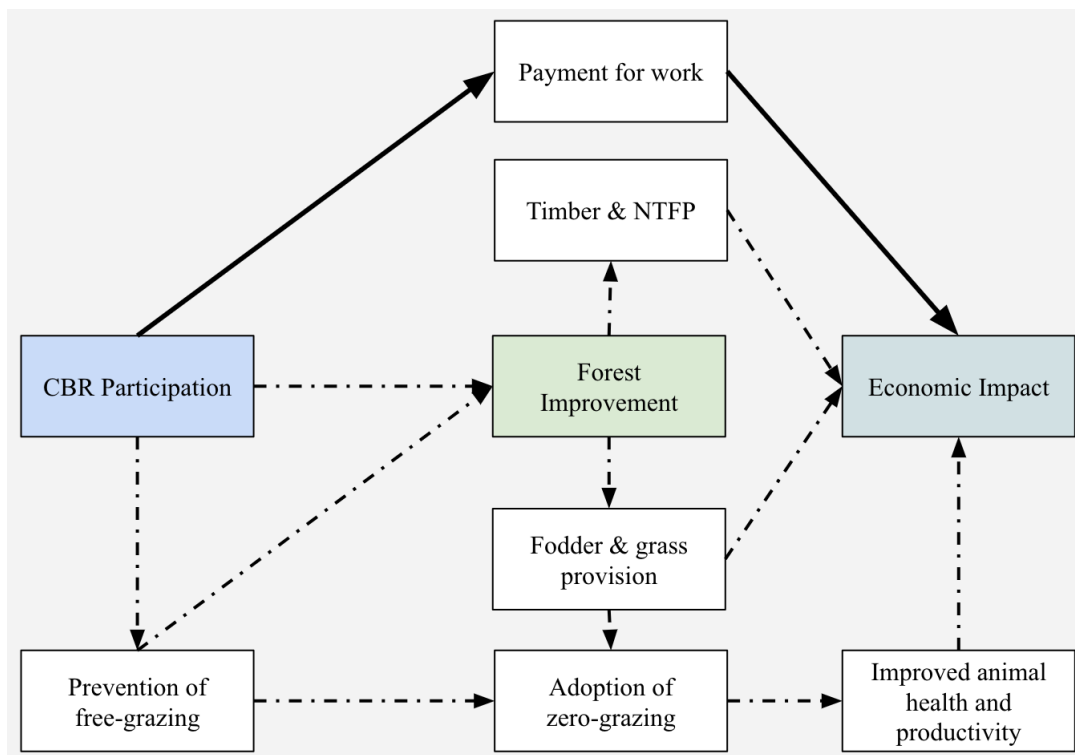 Payment for work
Timber & NTFP
CBR Participation
Forest
Improvement
Economic Impact
Fodder & grass
provision
Prevention of
free-grazing
Adoption of
zero-grazing
Improved animal
health and
productivity